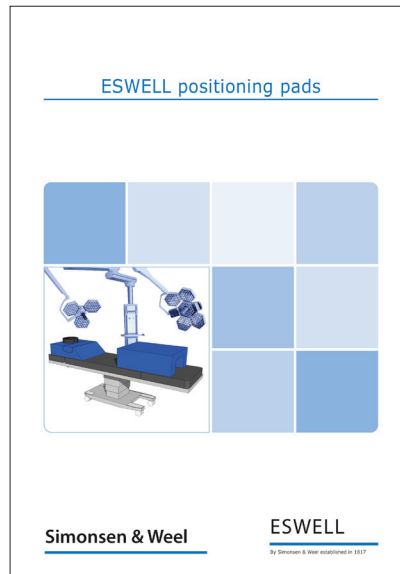 ESWELL positioning pads
Simonsen & Weel
ESWELL
By Simonsen & Weel established in 1817